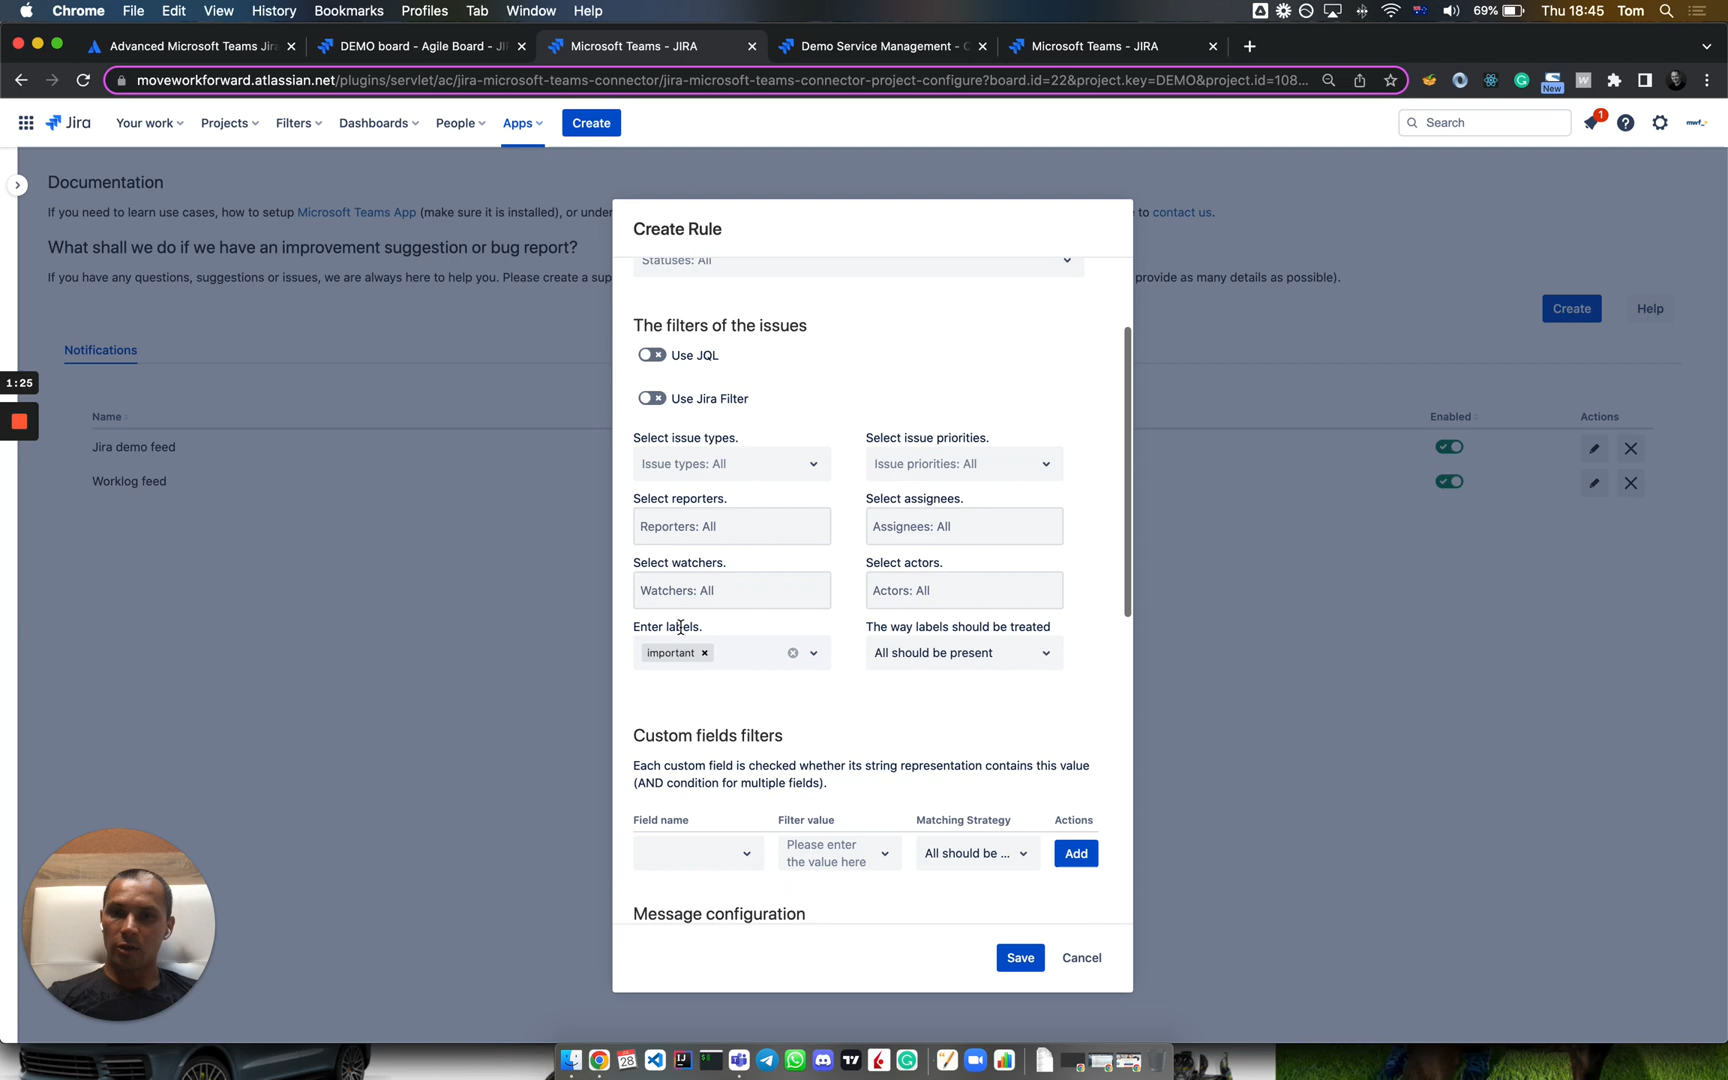 Chrome File Edit View History Bookmarks Profiles Tab Window Help 69% Thu 18:45 Tom
Advanced Microsoft Teams Jira
DEMO board - Agile Board - JI
Microsoft Teams - JIRA
Demo Service Management - C
Microsoft Teams - JIRA
moveworkforward.atlassian.net/plugins/servlet/ac/jira-microsoft-teams-connector/jira-microsoft-teams-connector-project-configure?board.id=22&project.key=DEMO&project.id=108...
New
Jira Your work Projects Filters Dashboards People Apps Create Search 1 mwf_
Documentation
If you need to learn use cases, how to setup Microsoft Teams App (make sure it is installed), or under
to contact us.
What shall we do if we have an improvement suggestion or bug report?
If you have any questions, suggestions or issues, we are always here to help you. Please create a sup
provide as many details as possible).
Create Help
Notifications
1:25
Name Enabled Actions
Jira demo feed
Worklog feed
Create Rule
Statuses: All
The filters of the issues
Use JQL
Use Jira Filter
Select issue types. Select issue priorities.
Issue types: All Issue priorities: All
Select reporters. Select assignees.
Reporters: All Assignees: All
Select watchers. Select actors.
Watchers: All Actors: All
Enter labels. The way labels should be treated
important All should be present
Custom fields filters
Each custom field is checked whether its string representation contains this value
(AND condition for multiple fields).
Field name Filter value Matching Strategy Actions
Please enter
the value here
All should be ... Add
Message configuration
Save Cancel
28